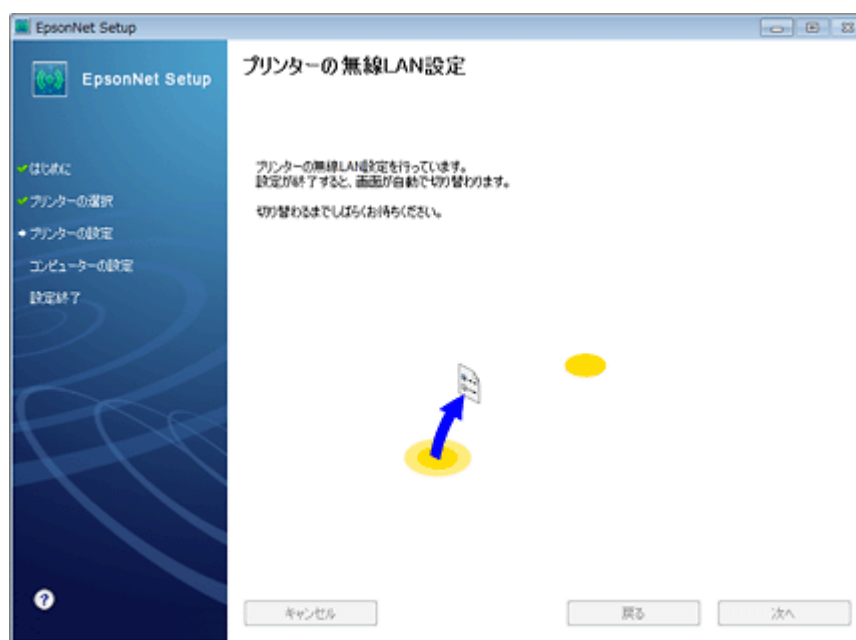 EpsonNet Setup
EpsonNet Setup
プリンターの無線LAN設定
はじめに
プリンターの選択
プリンターの設定
コンピューターの設定
設定終了
プリンターの無線LAN設定を行っています。
設定が終了すると、画面が自動で切り替わります。
切り替わるまでしばらくお待ちください。
?
キャンセル
戻る
次へ